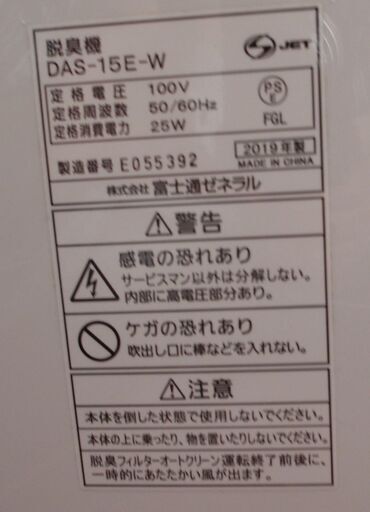 脱臭機
DAS-15E-W
JET
定格電圧 100V
定格周波数 50/60Hz
定格消費電力 25W
PS
E
FGL
製造番号 E055392
2019年製
MADE IN CHINA
株式会社 富士通ゼネラル
⚠警告
感電の恐れあり
サービスマン以外は分解しない。
内部に高電圧部分あり。
ケガの恐れあり
吹出し口に棒などを入れない。
⚠注意
本体を倒した状態で使用しないでください。
本体の上に乗ったり、物を置いたりしないでください。
脱臭フィルターオートクリーン運転終了前後に、
一時的にあたたかい風が出ます。